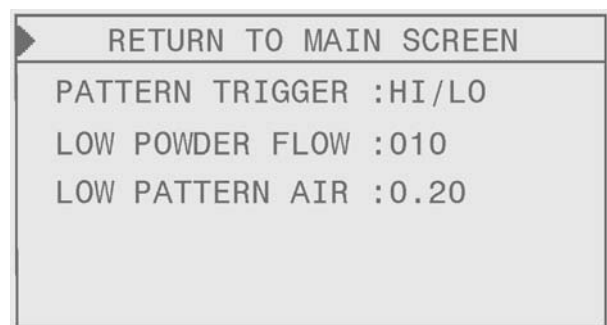 RETURN TO MAIN SCREEN
PATTERN TRIGGER :HI/LO
LOW POWDER FLOW :010
LOW PATTERN AIR :0.20